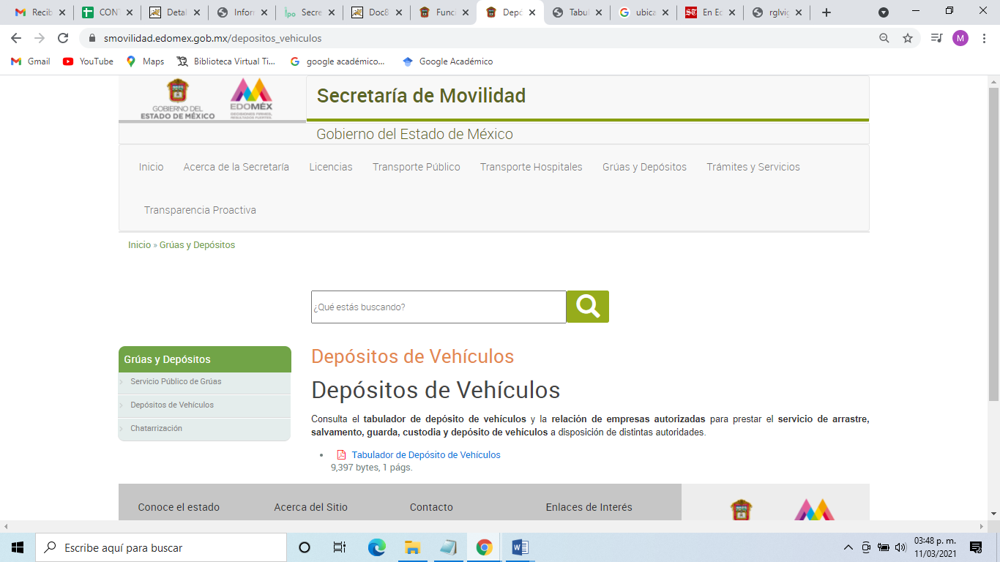 Recib
CONT
Detal
Inforr
ipo Secre
Doc8
Funci
Depó
Tabul
ubica
ST En Ec
rglvig
smovilidad.edomex.gob.mx/depositos_vehiculos
M
Gmail
YouTube
Maps
Biblioteca Virtual Ti...
google académico...
Google Académico
GOBIERNO DEL
ESTADO DE MÉXICO
EDOMÉX
DECISIONES FIRMES,
RESULTADOS FUERTES.
Secretaría de Movilidad
Gobierno del Estado de México
Inicio
Acerca de la Secretaría
Licencias
Transporte Público
Transporte Hospitales
Grúas y Depósitos
Trámites y Servicios
Transparencia Proactiva
Inicio » Grúas y Depósitos
¿Qué estás buscando?
Grúas y Depósitos
Servicio Público de Grúas
Depósitos de Vehículos
Chatarrización
Depósitos de Vehículos
Depósitos de Vehículos
Consulta el tabulador de depósito de vehículos y la relación de empresas autorizadas para prestar el servicio de arrastre,
salvamento, guarda, custodia y depósito de vehículos a disposición de distintas autoridades.
Tabulador de Depósito de Vehículos
9,397 bytes, 1 págs.
Conoce el estado
Acerca del Sitio
Contacto
Enlaces de Interés
Escribe aquí para buscar
03:48 p. m.
11/03/2021